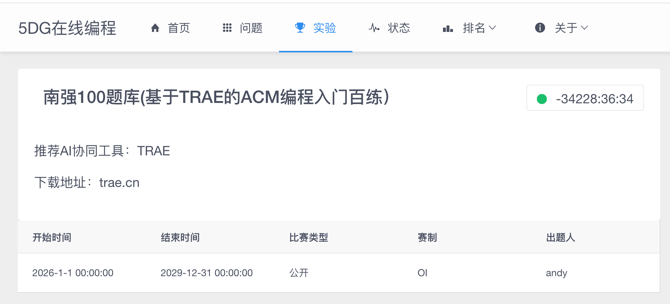 5DG在线编程 首页 问题 实验 状态 排名 关于
南强100题库(基于TRAE的ACM编程入门百练）
-34228:36:34
推荐AI协同工具：TRAE
下载地址：trae.cn
开始时间 结束时间 比赛类型 赛制 出题人
2026-1-1 00:00:00 2029-12-31 00:00:00 公开 OI andy